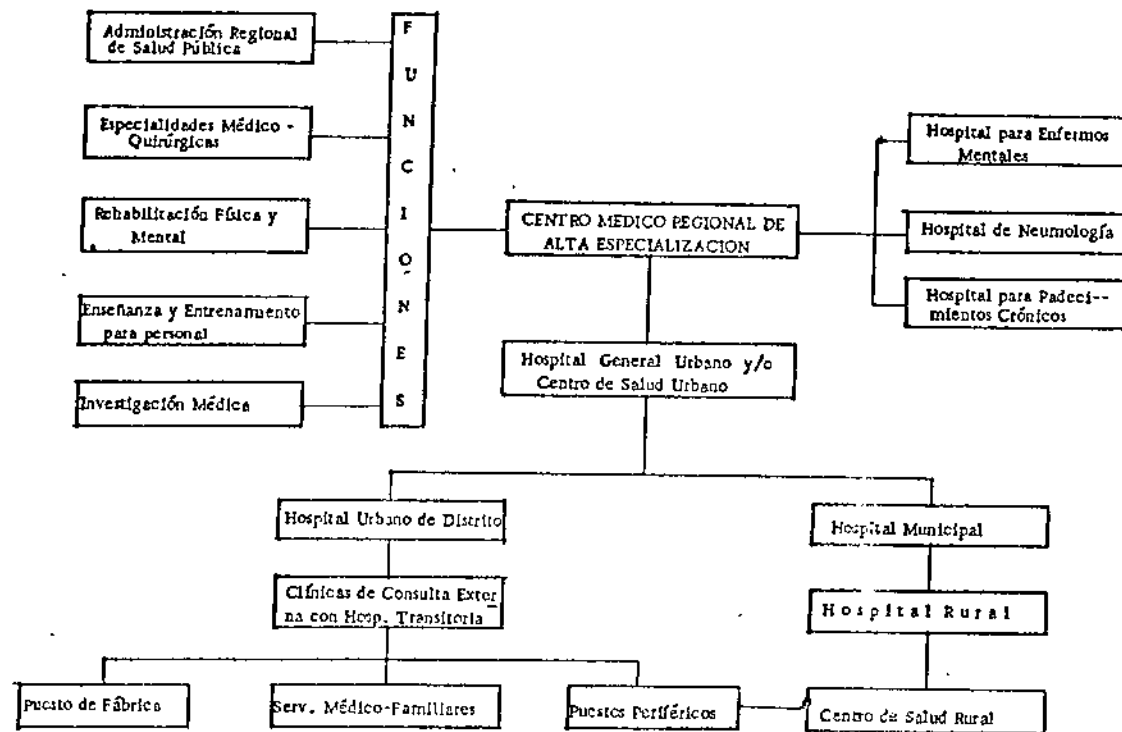 Administración Regional
de Salud Pública
Especialidades Médico -
Quirúrgicas
Rehabilitación Física y
Mental
Enseñanza y Entrenamiento
para personal
Investigación Médica
F
U
N
C
I
O
N
E
S
CENTRO MEDICO REGIONAL DE
ALTA ESPECIALIZACION
Hospital para Enfermos
Mentales
Hospital de Neumología
Hospital para Padeci--
mientos Crónicos
Hospital General Urbano y/o
Centro de Salud Urbano
Hospital Urbano de Distrito
Hospital Municipal
Clínicas de Consulta Exter
na con Hosp. Transitoria
Hospital Rural
Puesto de Fábrica
Serv. Médico-Familiares
Puestos Periféricos
Centro de Salud Rural